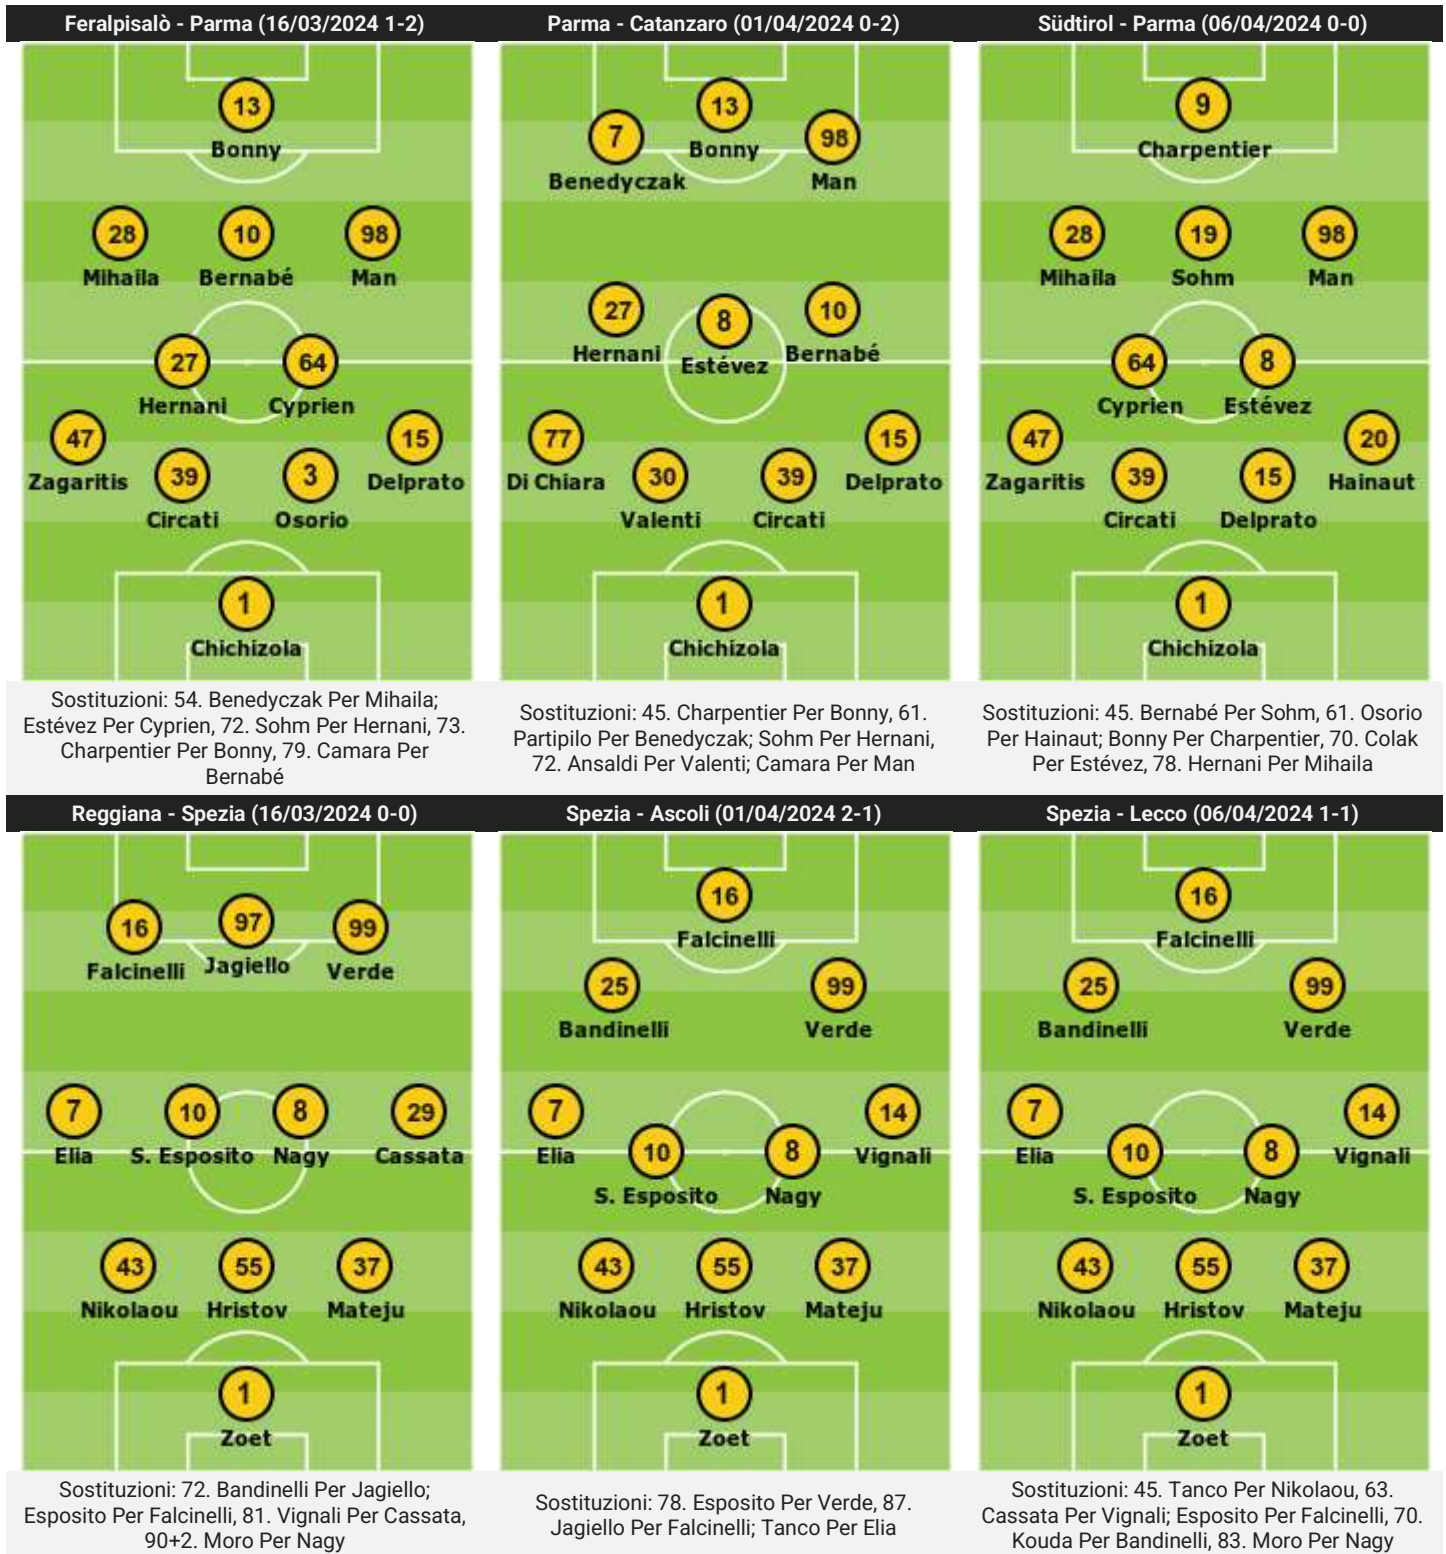 Feralpisalò - Parma (16/03/2024 1-2)
13
Bonny
28 10 98
Mihaila Bernabé Man
27 64
Hernani Cyprien
47 15
Zagaritis Delprato
39 3
Circati Osorio
1
Chichizola
Sostituzioni: 54. Benedyczak Per Mihaila;
Estévez Per Cyprien, 72. Sohm Per Hernani, 73.
Charpentier Per Bonny, 79. Camara Per
Bernabé
Parma - Catanzaro (01/04/2024 0-2)
13
Bonny
7 98
Benedyczak Man
27 8 10
Hernani Estévez Bernabé
77 15
Di Chiara Delprato
30 39
Valenti Circati
1
Chichizola
Sostituzioni: 45. Charpentier Per Bonny, 61.
Partipilo Per Benedyczak; Sohm Per Hernani,
72. Ansaldi Per Valenti; Camara Per Man
Südtirol - Parma (06/04/2024 0-0)
9
Charpentier
28 19 98
Mihaila Sohm Man
64 8
Cyprien Estévez
47 20
Zagaritis Hainaut
39 15
Circati Delprato
1
Chichizola
Sostituzioni: 45. Bernabé Per Sohm, 61. Osorio
Per Hainaut; Bonny Per Charpentier, 70. Colak
Per Estévez, 78. Hernani Per Mihaila
Reggiana - Spezia (16/03/2024 0-0)
16 97 99
Falcinelli Jagiello Verde
7 10 8 29
Elia S. Esposito Nagy Cassata
43 55 37
Nikolaou Hristov Mateju
1
Zoet
Sostituzioni: 72. Bandinelli Per Jagiello;
Esposito Per Falcinelli, 81. Vignali Per Cassata,
90+2. Moro Per Nagy
Spezia - Ascoli (01/04/2024 2-1)
16
Falcinelli
25 99
Bandinelli Verde
7 14
Elia Vignali
10 8
S. Esposito Nagy
43 55 37
Nikolaou Hristov Mateju
1
Zoet
Sostituzioni: 78. Esposito Per Verde, 87.
Jagiello Per Falcinelli; Tanco Per Elia
Spezia - Lecco (06/04/2024 1-1)
16
Falcinelli
25 99
Bandinelli Verde
7 14
Elia Vignali
10 8
S. Esposito Nagy
43 55 37
Nikolaou Hristov Mateju
1
Zoet
Sostituzioni: 45. Tanco Per Nikolaou, 63.
Cassata Per Vignali; Esposito Per Falcinelli, 70.
Kouda Per Bandinelli, 83. Moro Per Nagy